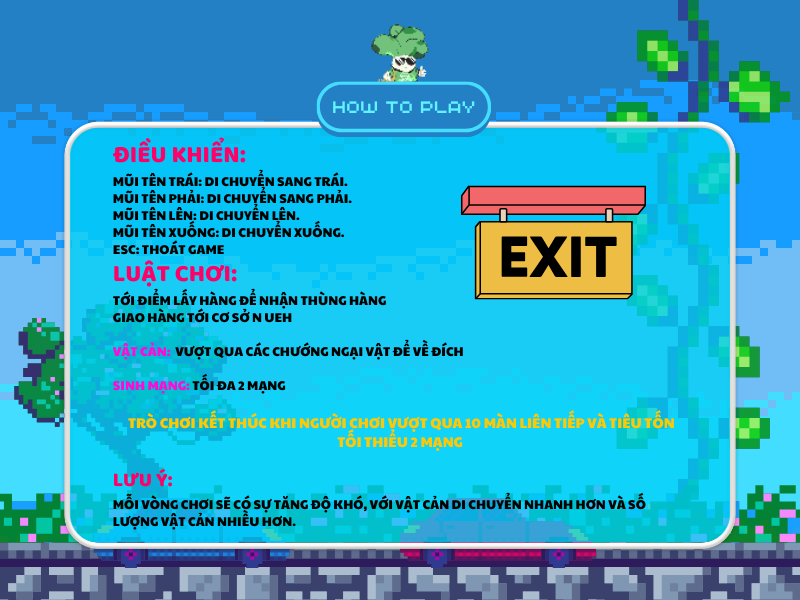 HOW TO PLAY
ĐIỀU KHIỂN:
MŨI TÊN TRÁI: DI CHUYỂN SANG TRÁI.
MŨI TÊN PHẢI: DI CHUYỂN SANG PHẢI.
MŨI TÊN LÊN: DI CHUYỂN LÊN.
MŨI TÊN XUỐNG: DI CHUYỂN XUỐNG.
ESC: THOÁT GAME
EXIT
LUẬT CHƠI:
TỚI ĐIỂM LẤY HÀNG ĐỂ NHẬN THÙNG HÀNG
GIAO HÀNG TỚI CƠ SỞ N UEH
VẬT CẢN: VƯỢT QUA CÁC CHƯỚNG NGẠI VẬT ĐỂ VỀ ĐÍCH
SINH MẠNG: TỐI ĐA 2 MẠNG
TRÒ CHƠI KẾT THÚC KHI NGƯỜI CHƠI VƯỢT QUA 10 MÀN LIÊN TIẾP VÀ TIÊU TỐN
TỐI THIỂU 2 MẠNG
LƯU Ý:
MỖI VÒNG CHƠI SẼ CÓ SỰ TĂNG ĐỘ KHÓ, VỚI VẬT CẢN DI CHUYỂN NHANH HƠN VÀ SỐ
LƯỢNG VẬT CẢN NHIỀU HƠN.